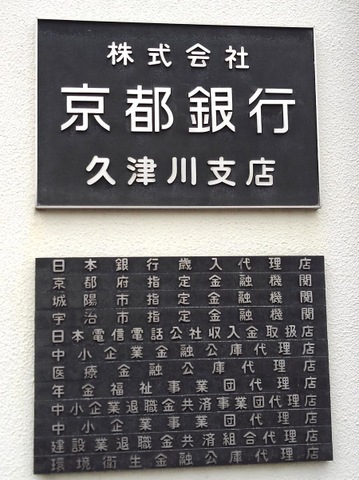 株式会社
京都銀行
久津川支店
日本銀行歳入代理店
京都府指定金融機関
城陽市指定金融機関
宇治市指定金融機関
日本電信電話公社収入金取扱店
中小企業金融公庫代理店
医療金融公庫代理店
年金福祉事業団代理店
中小企業退職金共済事業団代理店
中小企業事業団代理店
建設業退職金共済組合代理店
環境衛生金融公庫代理店